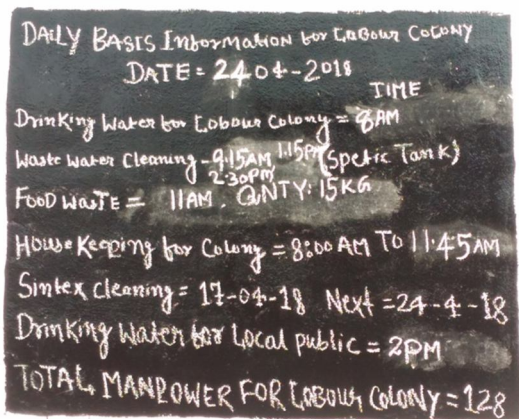 DAILY BASIS INFORMATION for LABOUR COLONY
DATE = 24 04-2018
TIME
Drinking Water for Labour Colony = 8AM
Waste Water Cleaning - 9.15AM 1.15PM (Spetic Tank)
2:30PM
FOOD WASTE = 11AM. QNTY: 15KG
House Keeping for Colony = 8:00 AM TO 11.45AM
Sintex Cleaning = 17-04-18 Next = 24-4-18
Drinking Water for Local public = 2PM
TOTAL MANPOWER FOR LABOUR COLONY = 128